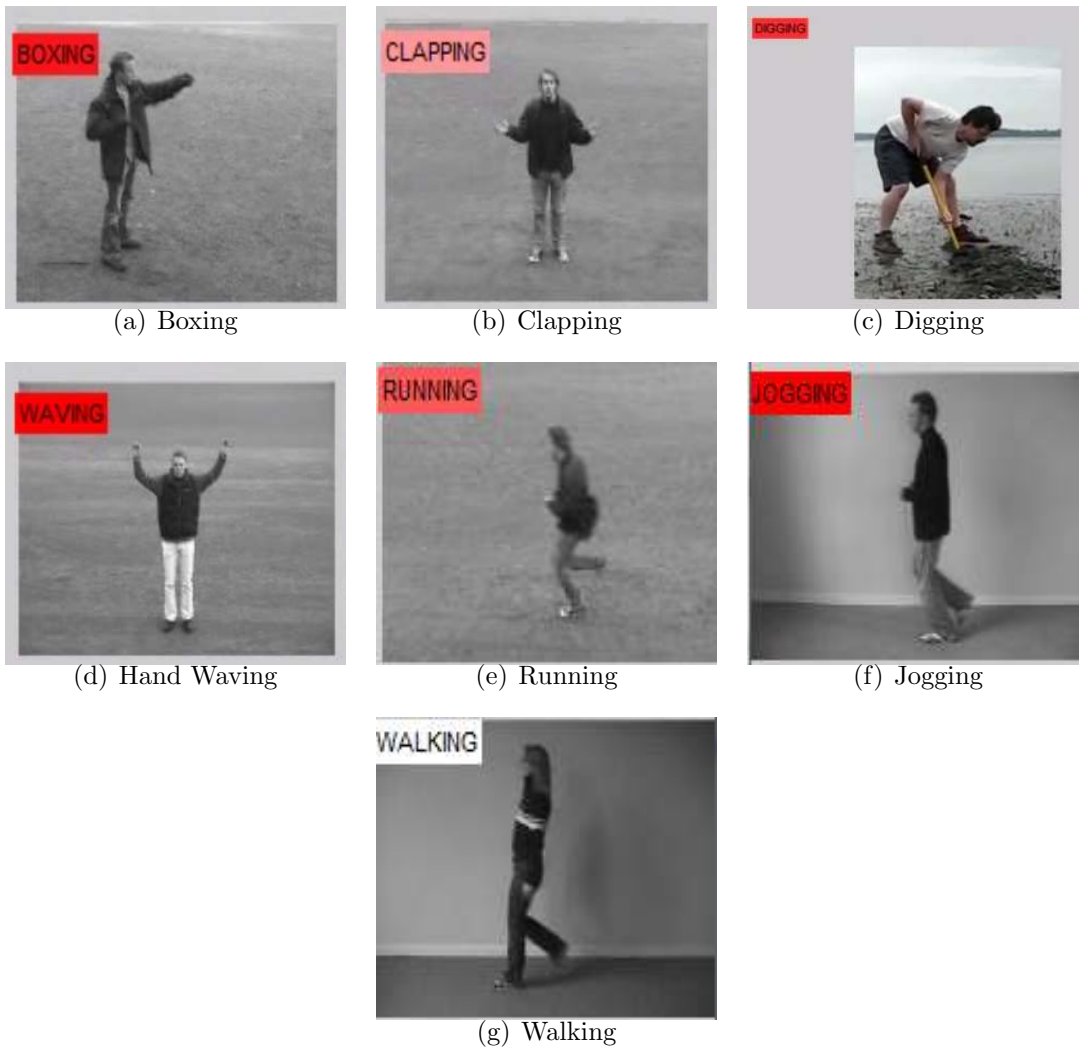 BOXING
CLAPPING
DIGGING
(a) Boxing
(b) Clapping
(c) Digging
WAVING
RUNNING
JOGGING
(d) Hand Waving
(e) Running
(f) Jogging
WALKING
(g) Walking